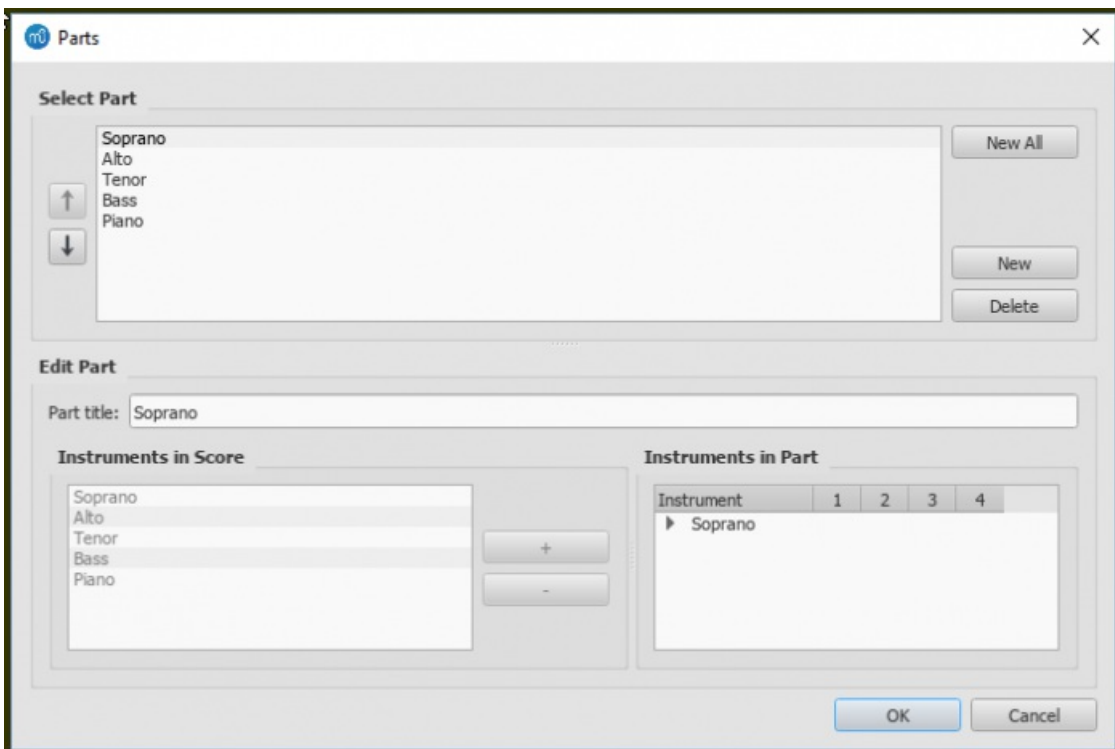 Parts
Select Part
Soprano
Alto
Tenor
Bass
Piano
New All
New
Delete
Edit Part
Part title: Soprano
Instruments in Score
Soprano
Alto
Tenor
Bass
Piano
+
-
Instruments in Part
Instrument 1 2 3 4
Soprano
OK Cancel